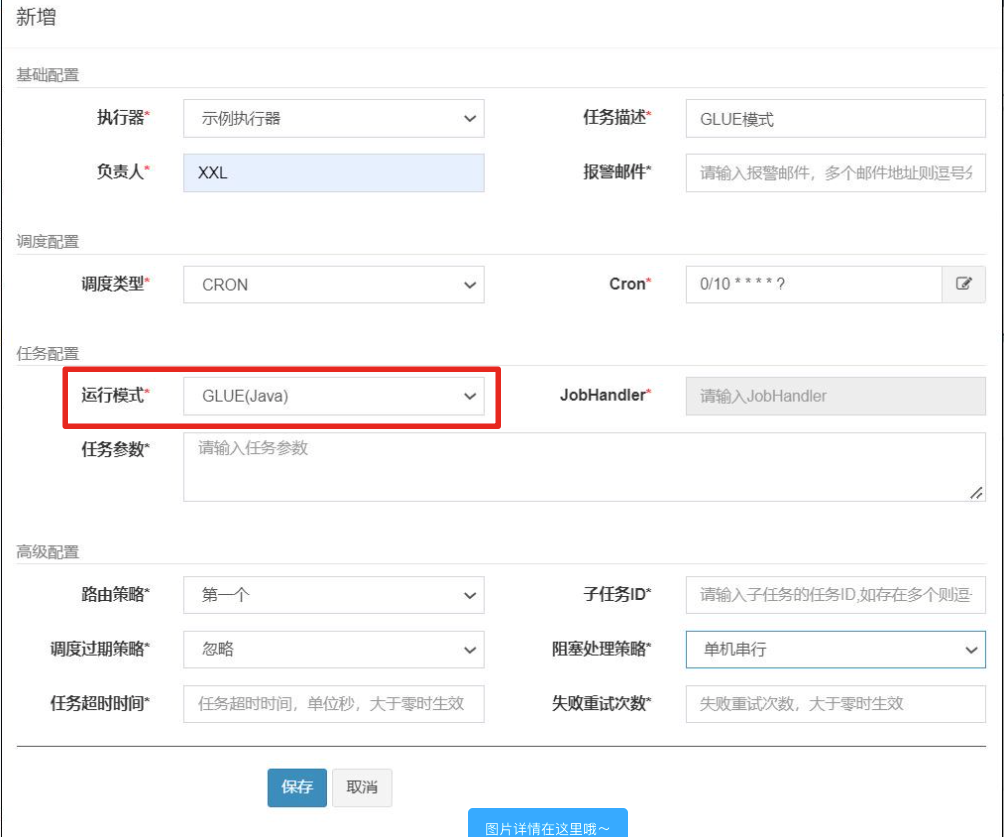 新增
基础配置
执行器* 示例执行器 任务描述* GLUE模式
负责人* XXL 报警邮件* 请输入报警邮件，多个邮件地址则逗号分
调度配置
调度类型* CRON Cron* 0/10 * * * * ?
任务配置
运行模式* GLUE(Java) JobHandler* 请输入JobHandler
任务参数* 请输入任务参数
高级配置
路由策略* 第一个 子任务ID* 请输入子任务的任务ID,如存在多个则逗
调度过期策略* 忽略 阻塞处理策略* 单机串行
任务超时时间* 任务超时时间，单位秒，大于零时生效 失败重试次数* 失败重试次数，大于零时生效
保存 取消
图片详情在这里哦～